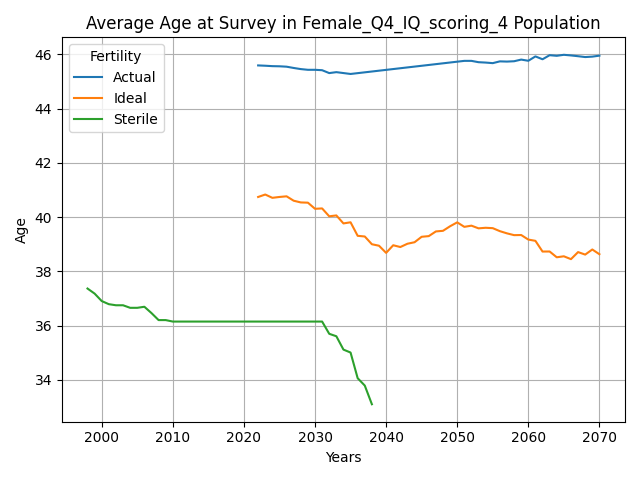 Average Age at Survey in Female_Q4_IQ_scoring_4 Population
Fertility
Actual
Ideal
Sterile
Age
46
44
42
40
38
36
34
2000 2010 2020 2030 2040 2050 2060 2070
Years